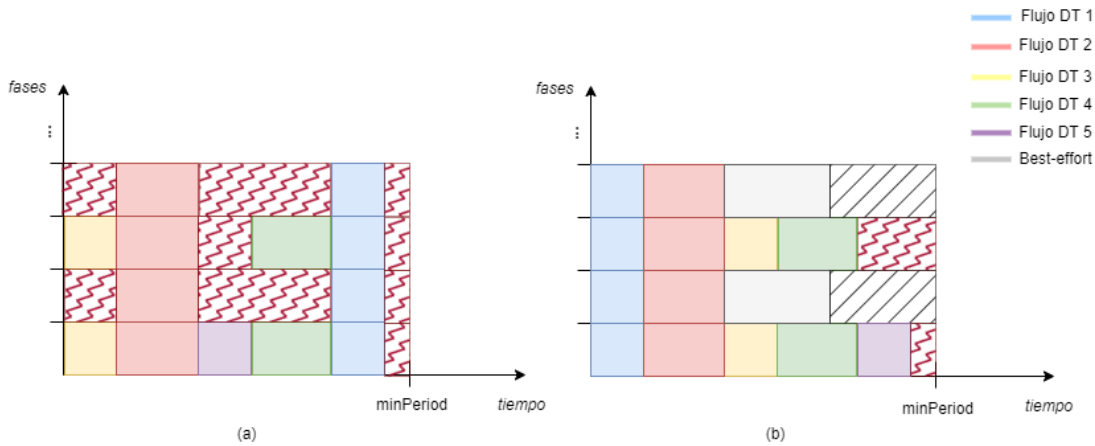 Flujo DT 1
Flujo DT 2
Flujo DT 3
Flujo DT 4
Flujo DT 5
Best-effort
fases
...
minPeriod
tiempo
(a)
fases
...
minPeriod
tiempo
(b)